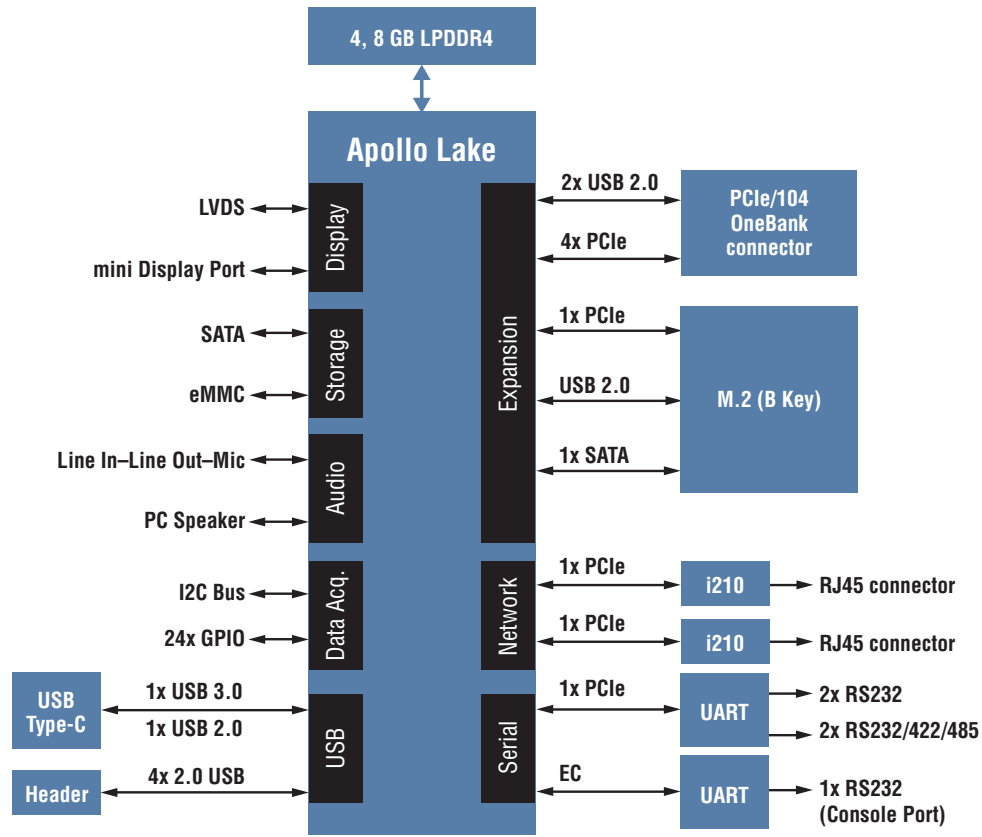 4, 8 GB LPDDR4
Apollo Lake
Display
LVDS
mini Display Port
Storage
SATA
eMMC
Audio
Line In–Line Out–Mic
PC Speaker
Data Acq.
I2C Bus
24x GPIO
USB
USB
Type-C
1x USB 3.0
1x USB 2.0
Header
4x 2.0 USB
Expansion
2x USB 2.0
4x PCIe
PCIe/104
OneBank
connector
1x PCIe
USB 2.0
1x SATA
M.2 (B Key)
Network
1x PCIe
i210
RJ45 connector
1x PCIe
i210
RJ45 connector
Serial
1x PCIe
UART
2x RS232
2x RS232/422/485
EC
UART
1x RS232
(Console Port)